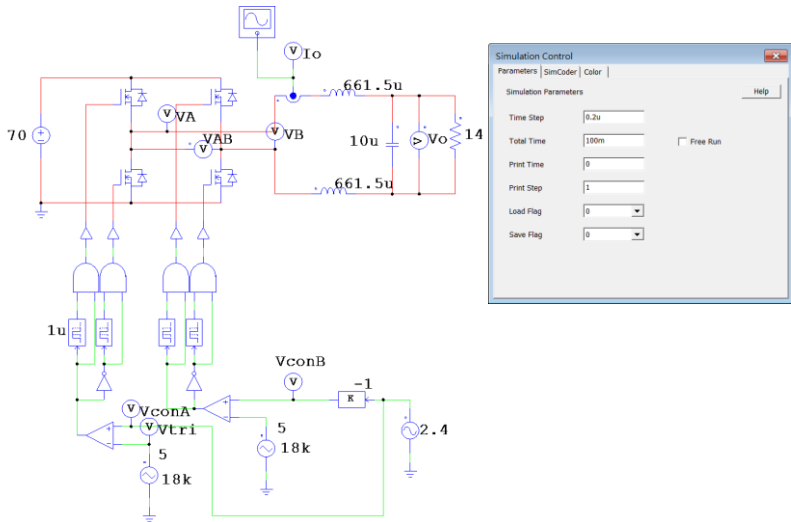 V
Io
661.5u
70
V
VA
VAB
V
V
VB
10u
V
Vo
14
661.5u
1u
VconB
V
-1
K
V
VconA
V
Vtri
5
18k
5
18k
2.4
Simulation Control
Parameters SimCoder Color
Simulation Parameters
Help
Time Step 0.2u
Total Time 100m Free Run
Print Time 0
Print Step 1
Load Flag 0
Save Flag 0